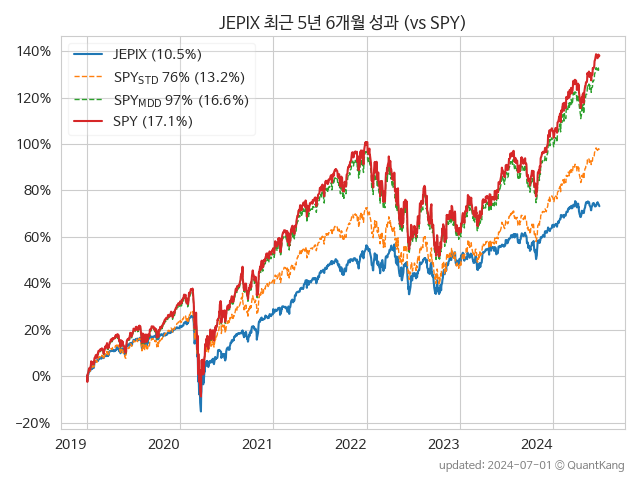 JEPIX 최근 5년 6개월 성과 (vs SPY)
JEPIX (10.5%)
SPYSTD 76% (13.2%)
SPYMDD 97% (16.6%)
SPY (17.1%)
140%
120%
100%
80%
60%
40%
20%
0%
−20%
2019 2020 2021 2022 2023 2024
updated: 2024-07-01 © QuantKang